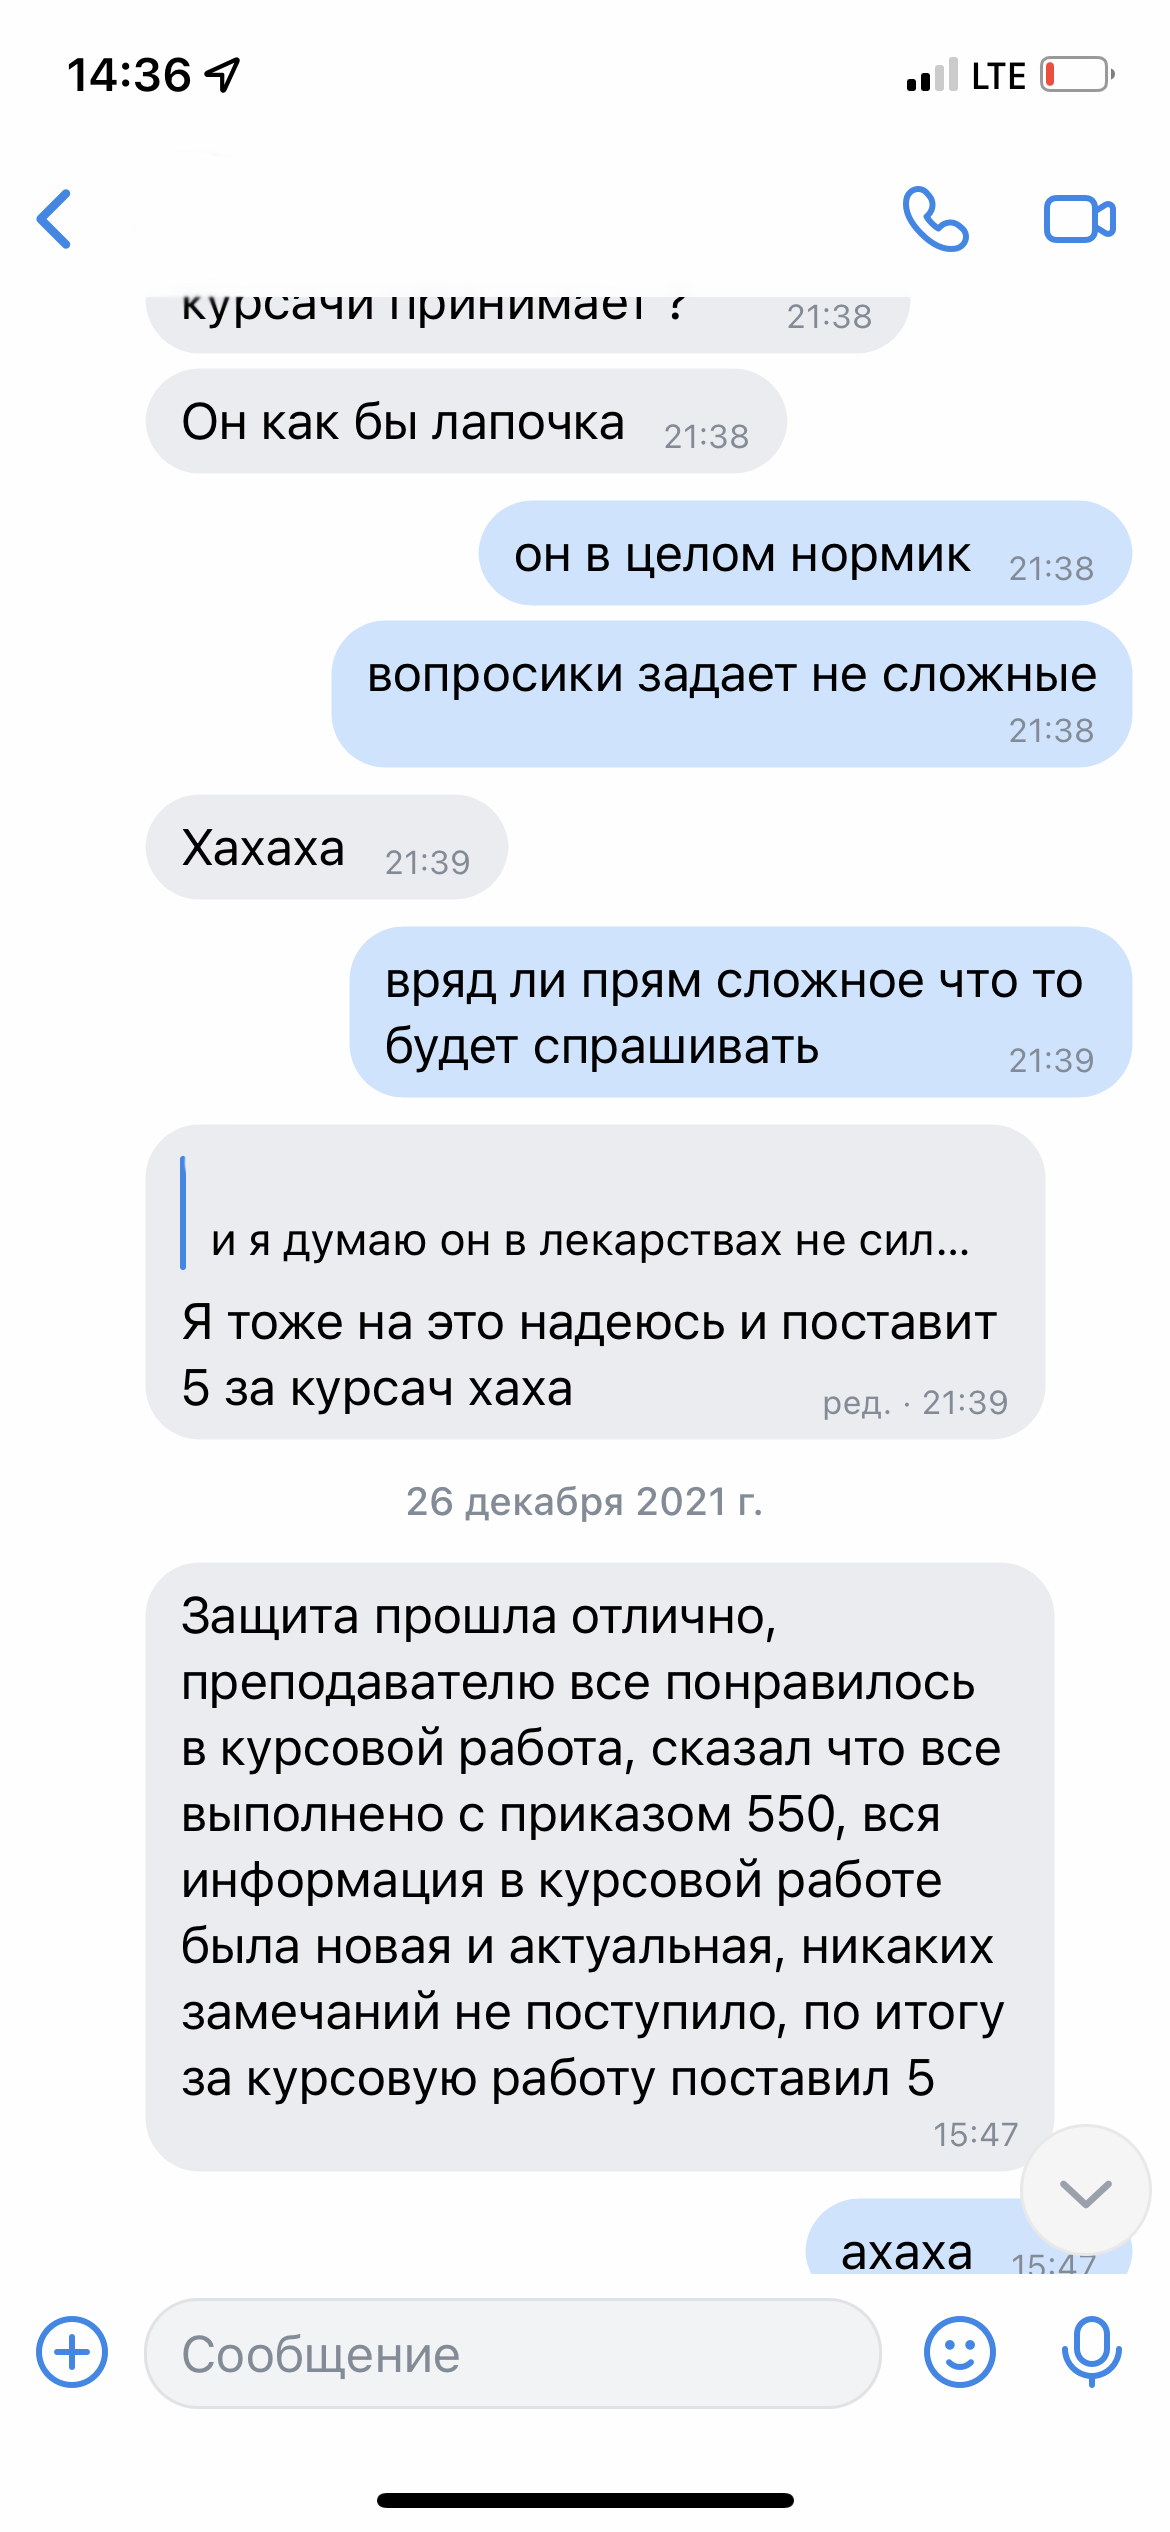 14:36
LTE
курсачи принимает ?
21:38
Он как бы лапочка
21:38
он в целом нормик
21:38
вопросики задает не сложные
21:38
Хахаха
21:39
вряд ли прям сложное что то
будет спрашивать
21:39
и я думаю он в лекарствах не сил...
Я тоже на это надеюсь и поставит
5 за курсач хаха
ред. · 21:39
26 декабря 2021 г.
Защита прошла отлично,
преподавателю все понравилось
в курсовой работа, сказал что все
выполнено с приказом 550, вся
информация в курсовой работе
была новая и актуальная, никаких
замечаний не поступило, по итогу
за курсовую работу поставил 5
15:47
ахаха
15:47
Сообщение